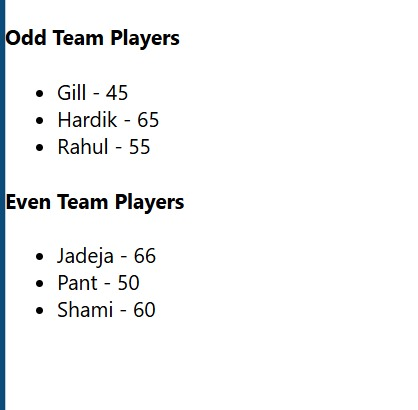 Odd Team Players
• Gill - 45
• Hardik - 65
• Rahul - 55
Even Team Players
• Jadeja - 66
• Pant - 50
• Shami - 60